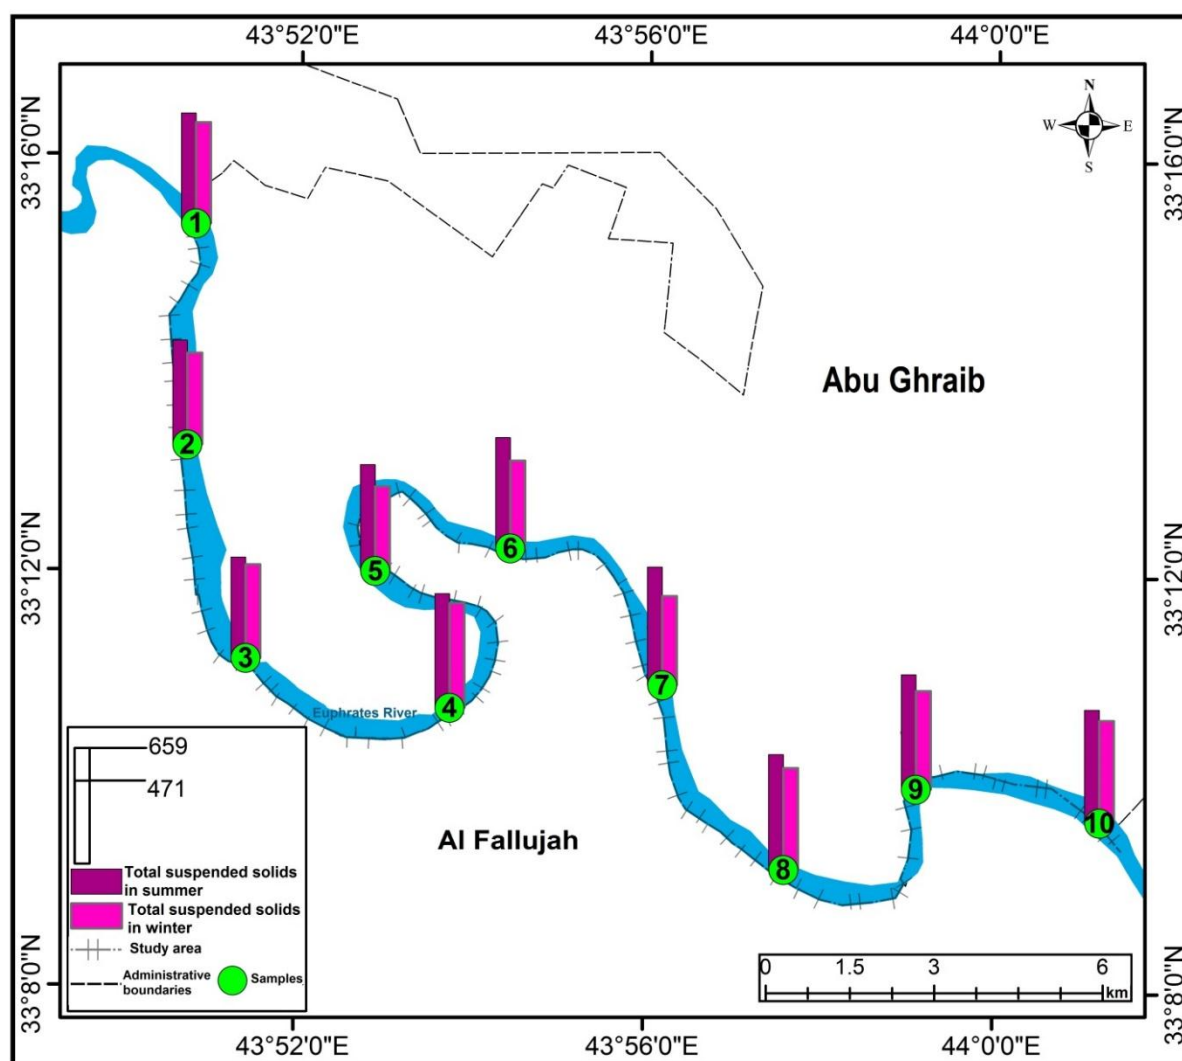 43°52'0"E 43°56'0"E 44°0'0"E
N
W E
S
33°16'0"N 33°16'0"N
1
Abu Ghraib
2
6
5
33°12'0"N 33°12'0"N
3
7
4
Euphrates River
9
10
Al Fallujah
8
659
471
Total suspended solids
in summer
Total suspended solids
in winter
Study area
Administrative
boundaries
Samples
0 1.5 3 6
km
33°8'0"N 33°8'0"N
43°52'0"E 43°56'0"E 44°0'0"E